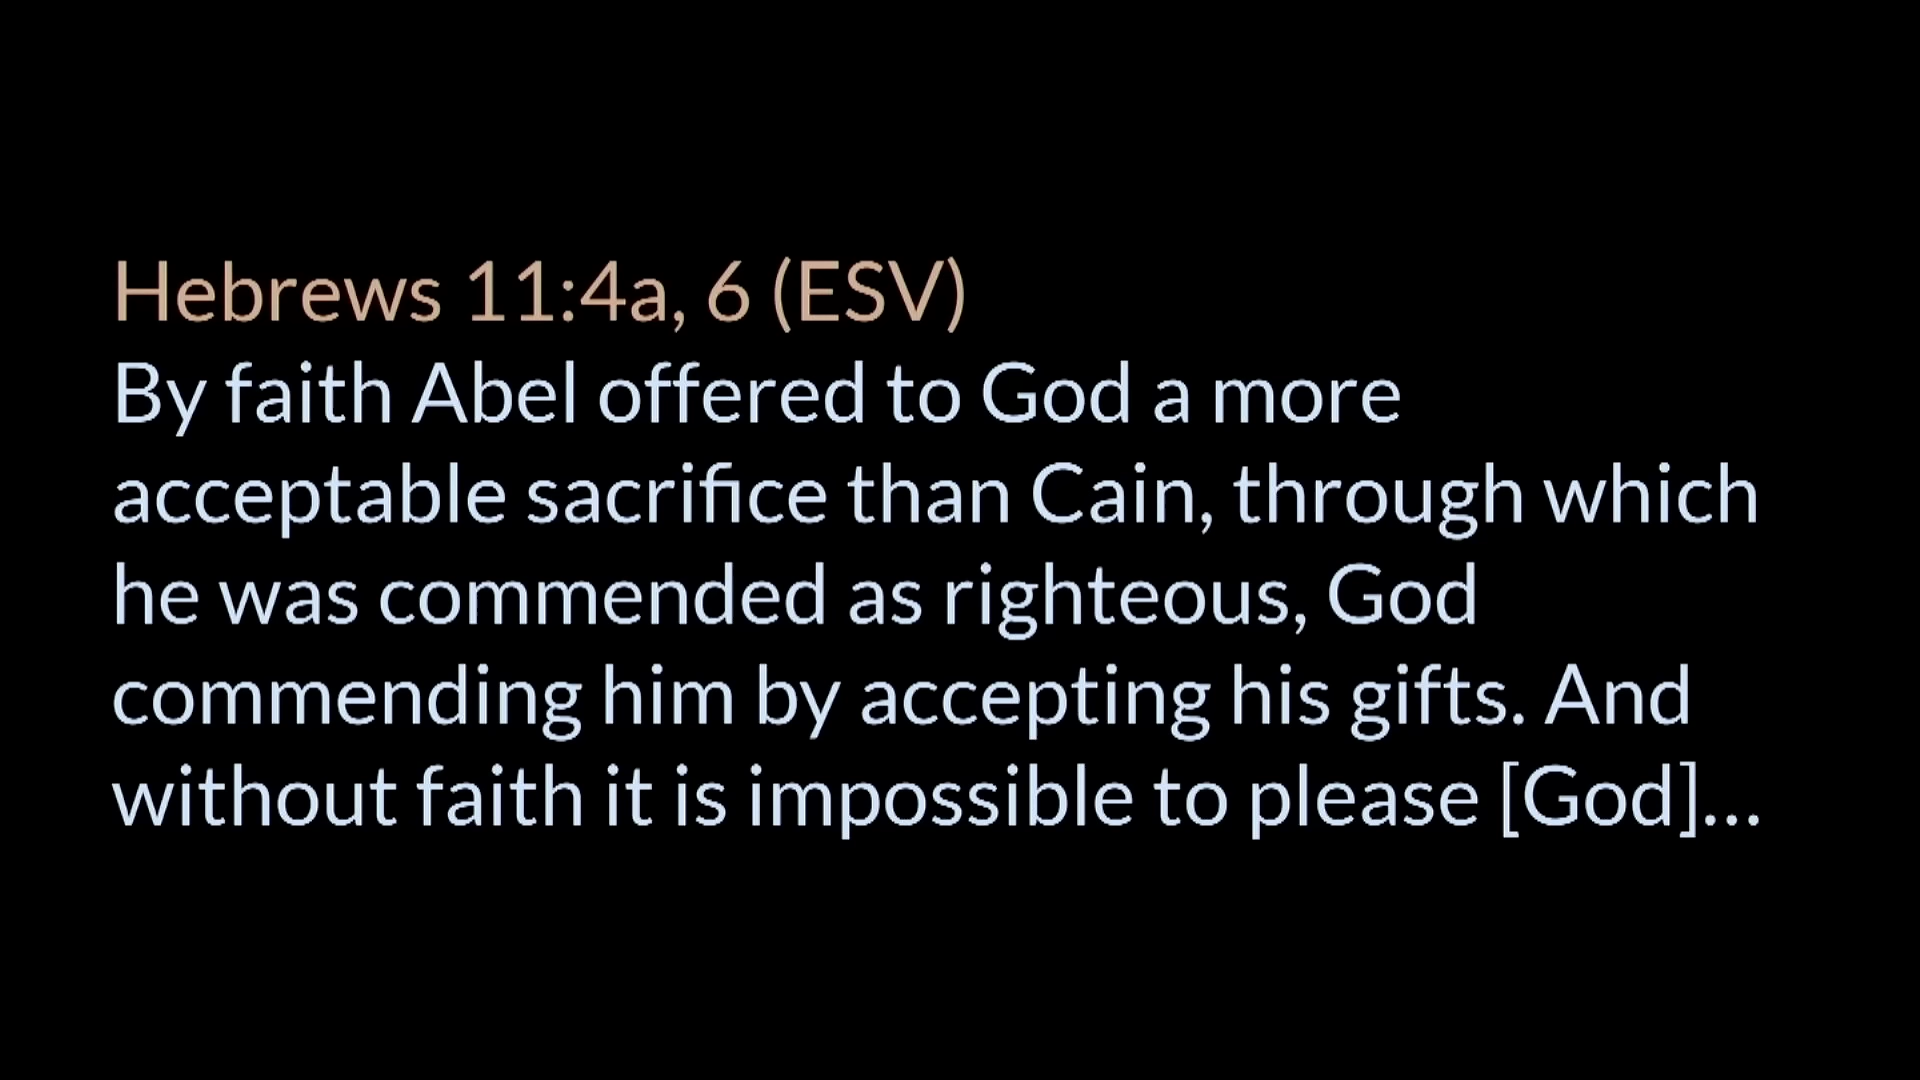 Hebrews 11:4a, 6 (ESV)
By faith Abel offered to God a more
acceptable sacrifice than Cain, through which
he was commended as righteous, God
commending him by accepting his gifts. And
without faith it is impossible to please [God]...